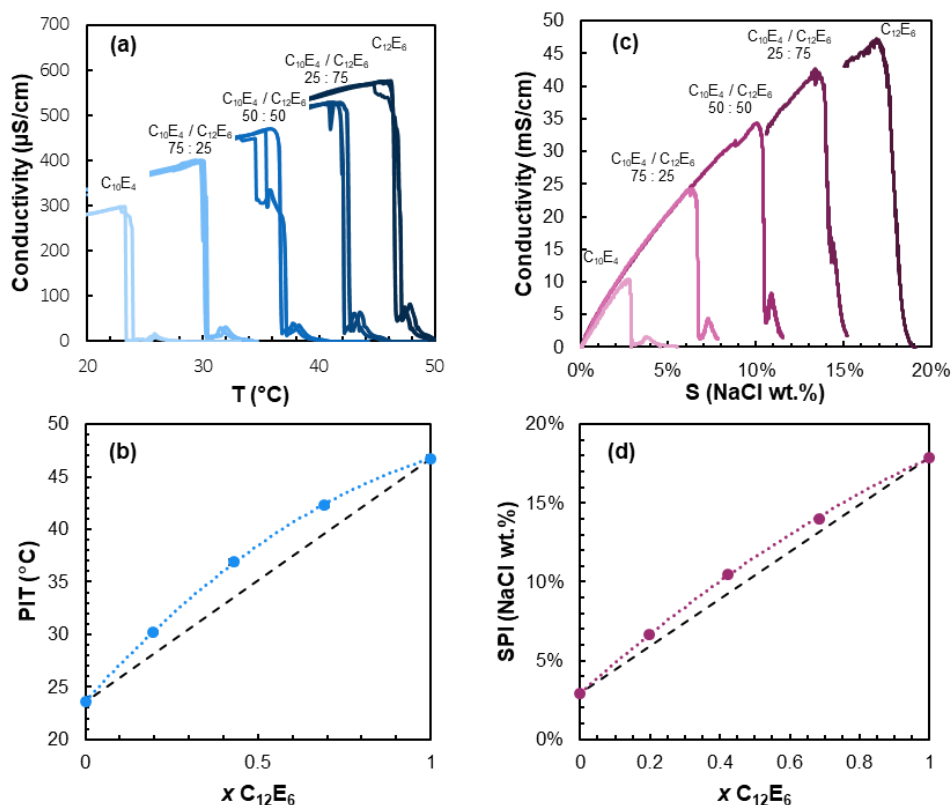 (a)
Conductivity (µS/cm)
700
600
500
400
300
200
100
0
20
30
40
50
T (°C)
C10E4
C10E4 / C12E6
75 : 25
C10E4 / C12E6
50 : 50
C10E4 / C12E6
25 : 75
C12E6
(c)
Conductivity (mS/cm)
50
45
40
35
30
25
20
15
10
5
0
0%
5%
10%
15%
20%
S (NaCl wt.%)
C10E4
C10E4 / C12E6
75 : 25
C10E4 / C12E6
50 : 50
C10E4 / C12E6
25 : 75
C12E6
(b)
PIT (°C)
50
45
40
35
30
25
20
0
0.5
1
x C12E6
(d)
SPI (NaCl wt.%)
20%
15%
10%
5%
0%
0
0.2
0.4
0.6
0.8
1
x C12E6